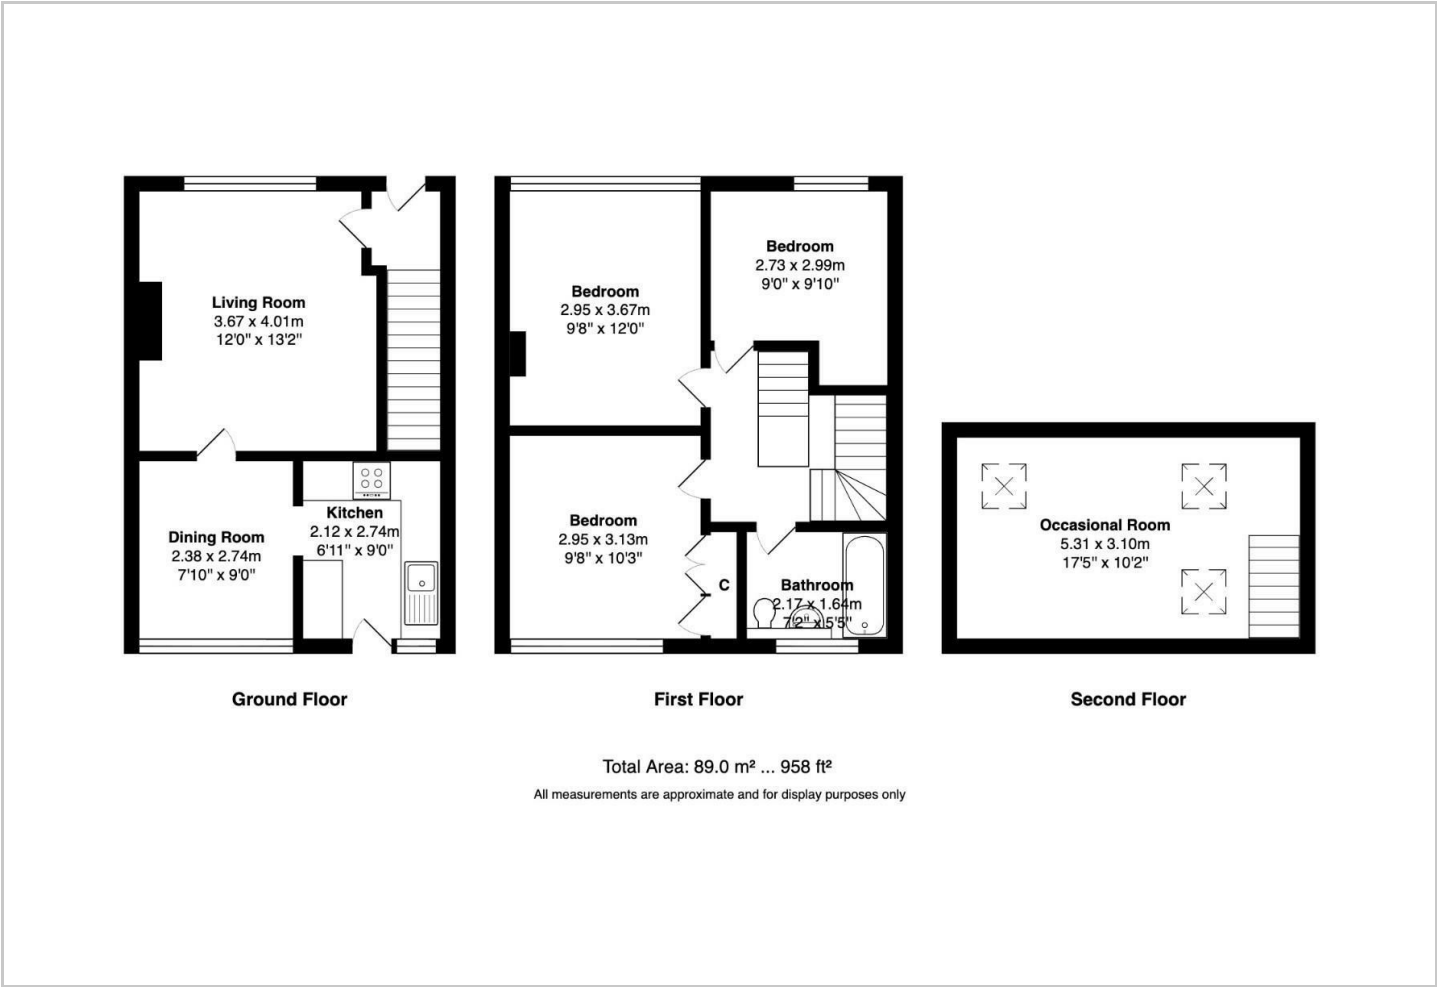 Living Room
3.67 x 4.01m
12'0" x 13'2"
Dining Room
2.38 x 2.74m
7'10" x 9'0"
Kitchen
2.12 x 2.74m
6'11" x 9'0"
Ground Floor
Bedroom
2.95 x 3.67m
9'8" x 12'0"
Bedroom
2.73 x 2.99m
9'0" x 9'10"
Bedroom
2.95 x 3.13m
9'8" x 10'3"
C
Bathroom
2.17 x 1.64m
7'2" x 5'5"
First Floor
Occasional Room
5.31 x 3.10m
17'5" x 10'2"
Second Floor
Total Area: 89.0 m² ... 958 ft²
All measurements are approximate and for display purposes only